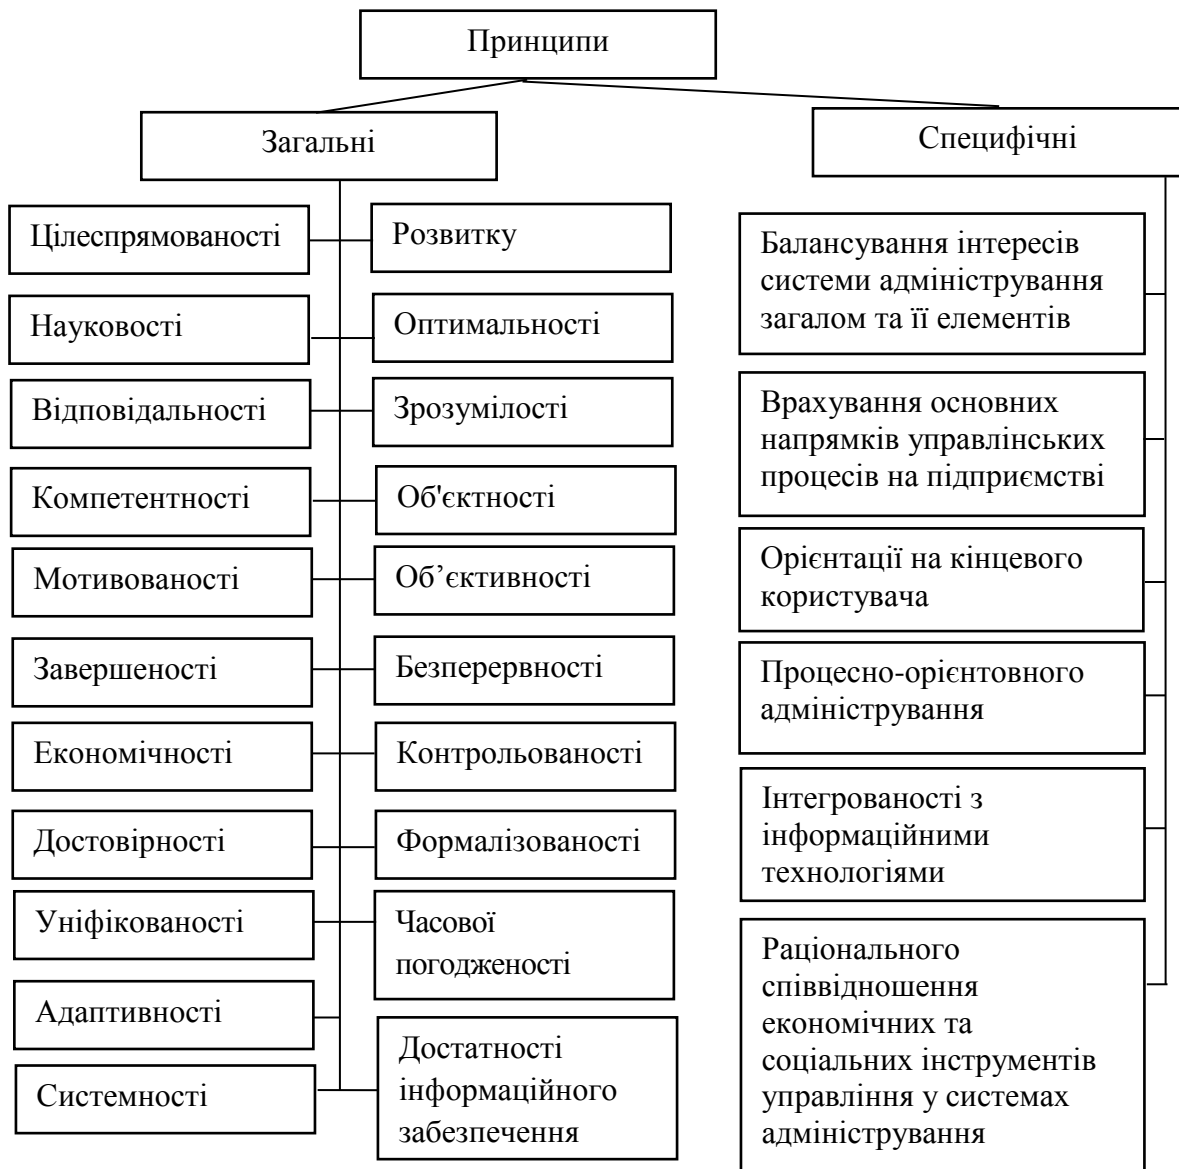 Принципи
Загальні
Специфічні
Цілеспрямованості
Розвитку
Науковості
Оптимальності
Відповідальності
Зрозумілості
Компетентності
Об'єктності
Мотивованості
Об’єктивності
Завершеності
Безперервності
Економічності
Контрольованості
Достовірності
Формалізованості
Уніфікованості
Часової
погодженості
Адаптивності
Системності
Достатності
інформаційного
забезпечення
Балансування інтересів
системи адміністрування
загалом та її елементів
Врахування основних
напрямків управлінських
процесів на підприємстві
Орієнтації на кінцевого
користувача
Процесно-орієнтовного
адміністрування
Інтегрованості з
інформаційними
технологіями
Раціонального
співвідношення
економічних та
соціальних інструментів
управління у системах
адміністрування